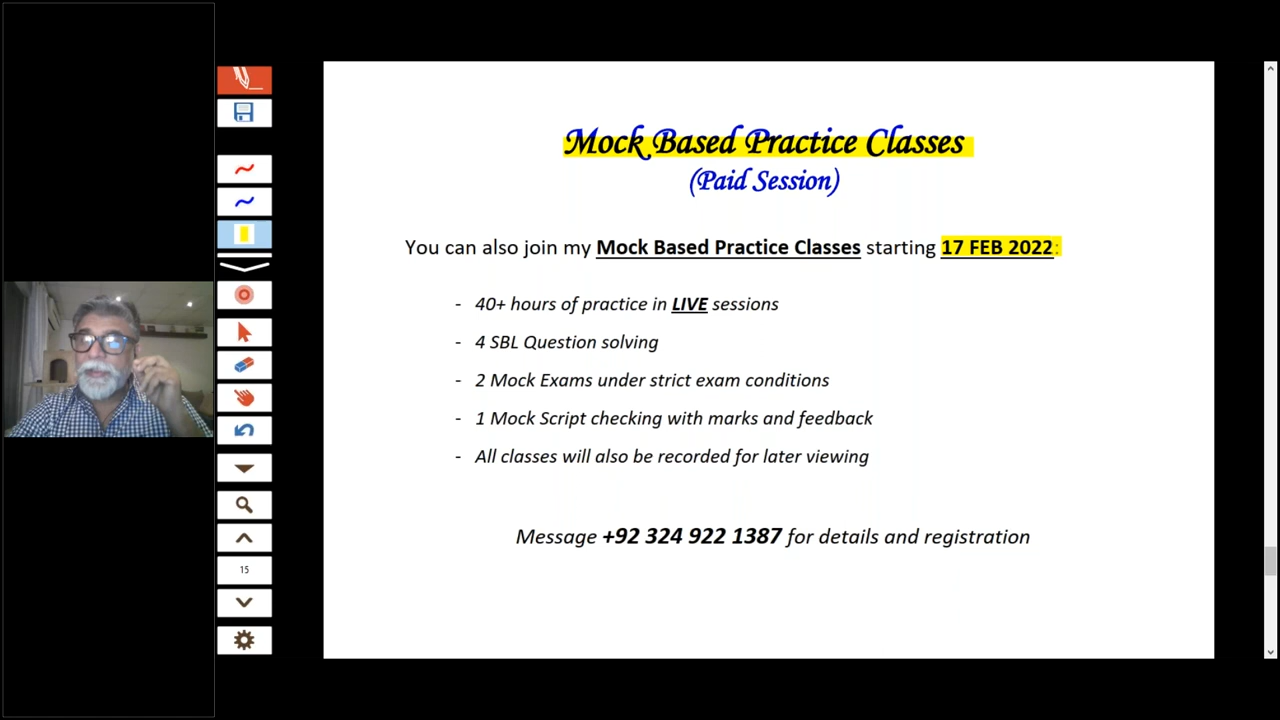 Mock Based Practice Classes
(Paid Session)
You can also join my Mock Based Practice Classes starting 17 FEB 2022:
- 40+ hours of practice in LIVE sessions
- 4 SBL Question solving
- 2 Mock Exams under strict exam conditions
- 1 Mock Script checking with marks and feedback
- All classes will also be recorded for later viewing
Message +92 324 922 1387 for details and registration
15